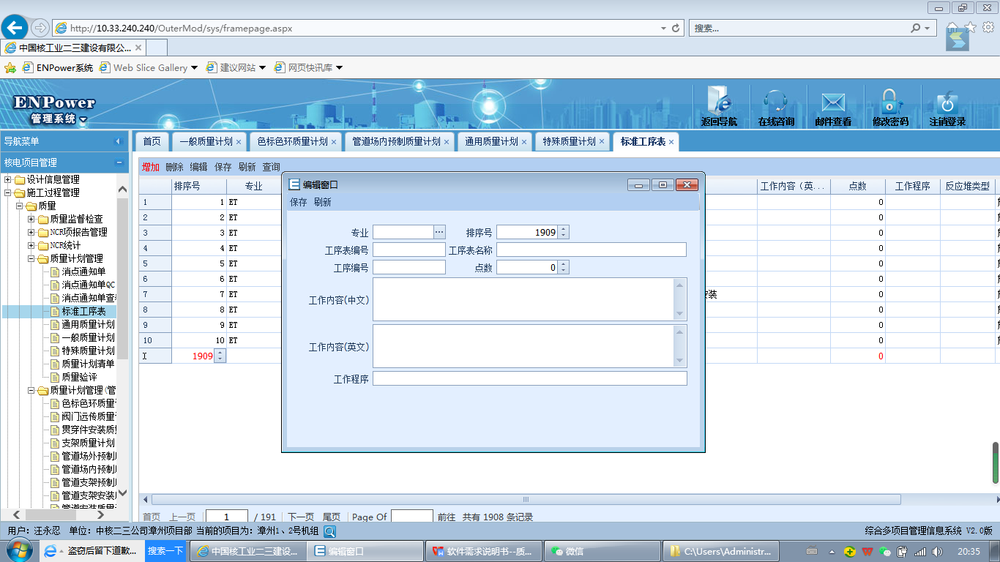 http://10.33.240.240/OuterMod/sys/framepage.aspx
搜索...
中国核工业二三建设有限公...
ENPower系统 Web Slice Gallery 建议网站 网页快讯库
ENPower
管理系统
返回导航 在线咨询 邮件查看 修改密码 注销登录
导航菜单
首页 一般质量计划 色标色环质量计划 管道场内预制质量计划 通用质量计划 特殊质量计划 标准工序表
核电项目管理
增加 删除 编辑 保存 刷新 查询
设计信息管理
施工过程管理
质量
质量监督检查
NCR项报告管理
NCR统计
质量计划管理
消点通知单
消点通知单QC
消点通知单查
标准工序表
通用质量计划
一般质量计划
特殊质量计划
质量计划清单
质量验评
质量计划管理(管
色标色环质量
阀门远传质量
贯穿件安装质
支架质量计划
管道场外预制
管道场内预制
管道支架预制
管道支架安装
管道安装质量
排序号 专业 工作内容（英... 点数 工作程序 反应堆类型
1 1 ET 0
2 2 ET 0
3 3 ET 0
4 4 ET 0
5 5 ET 0
6 6 ET 0
7 7 ET 安装 0
8 8 ET 0
9 9 ET 0
10 10 ET 0
I 1909 0
编辑窗口
保存 刷新
专业 ... 排序号 1909
工序表编号 工序表名称
工序编号 点数 0
工作内容(中文)
工作内容(英文)
工作程序
首页 上一页 1 / 191 下一页 尾页 Page Of 前往 共有 1908 条记录
用户：汪永忍 单位：中核二三公司漳州项目部 当前的项目为：漳州1、2号机组
综合多项目管理信息系统 V2.0版
盗窃后留下道歉... 搜索一下 中国核工业二三建设... 编辑窗口 软件需求说明书--质... 微信 C:\Users\Administr... 20:35